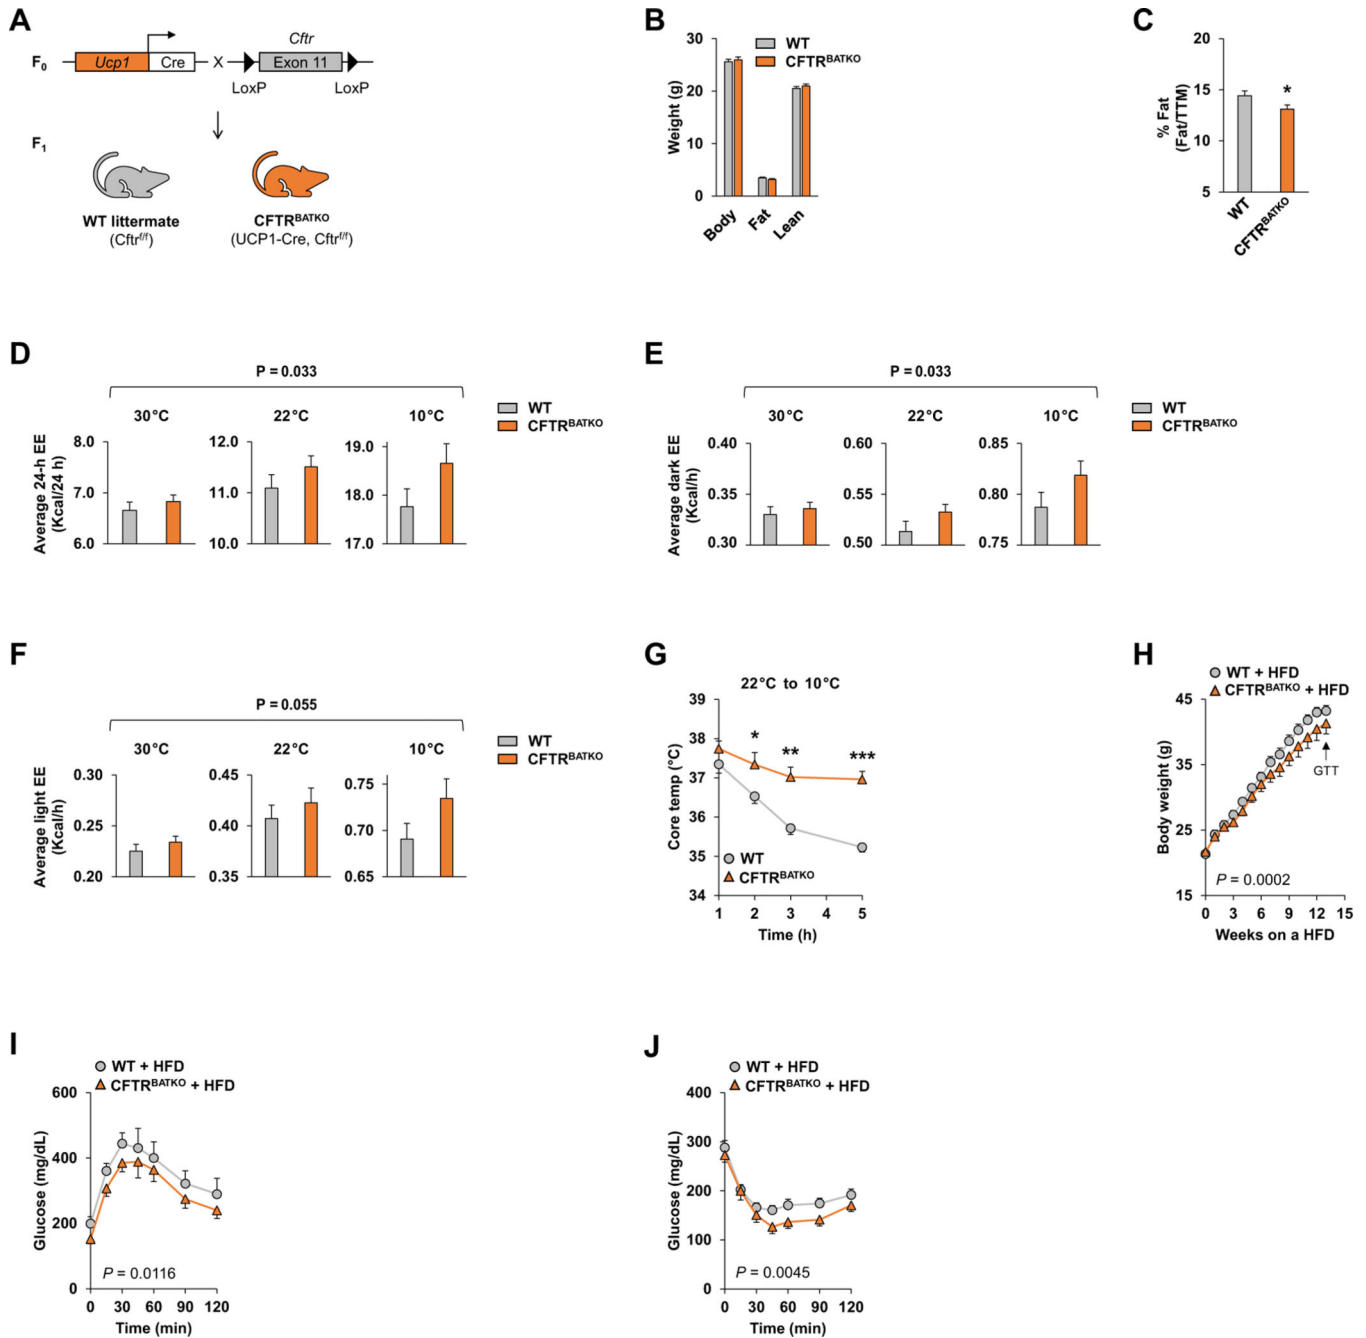 A
F0
Ucp1
Cre
X
Cftr
Exon 11
LoxP
LoxP
F1
WT littermate
(Cftrf/f)
CFTRBATKO
(UCP1-Cre, Cftrf/f)
B
WT
CFTRBATKO
Weight (g)
30
20
10
0
Body
Fat
Lean
C
% Fat
(Fat/TTM)
20
15
10
5
*
WT
CFTRBATKO
D
P = 0.033
30°C
22°C
10°C
WT
CFTRBATKO
Average 24-h EE
(Kcal/24 h)
8.0
7.0
6.0
12.0
11.0
10.0
19.0
18.0
17.0
E
P = 0.033
30°C
22°C
10°C
WT
CFTRBATKO
Average dark EE
(Kcal/h)
0.40
0.35
0.30
0.60
0.55
0.50
0.85
0.80
0.75
F
P = 0.055
30°C
22°C
10°C
WT
CFTRBATKO
Average light EE
(Kcal/h)
0.30
0.25
0.20
0.45
0.40
0.35
0.75
0.70
0.65
G
22°C to 10°C
Core temp (°C)
39
38
37
36
35
34
*
**
***
WT
CFTRBATKO
1
2
3
4
5
Time (h)
H
WT + HFD
CFTRBATKO + HFD
Body weight (g)
45
35
25
15
GTT
P = 0.0002
0
3
6
9
12
15
Weeks on a HFD
I
WT + HFD
CFTRBATKO + HFD
Glucose (mg/dL)
600
400
200
0
P = 0.0116
0
30
60
90
120
Time (min)
J
WT + HFD
CFTRBATKO + HFD
Glucose (mg/dL)
400
300
200
100
0
P = 0.0045
0
30
60
90
120
Time (min)